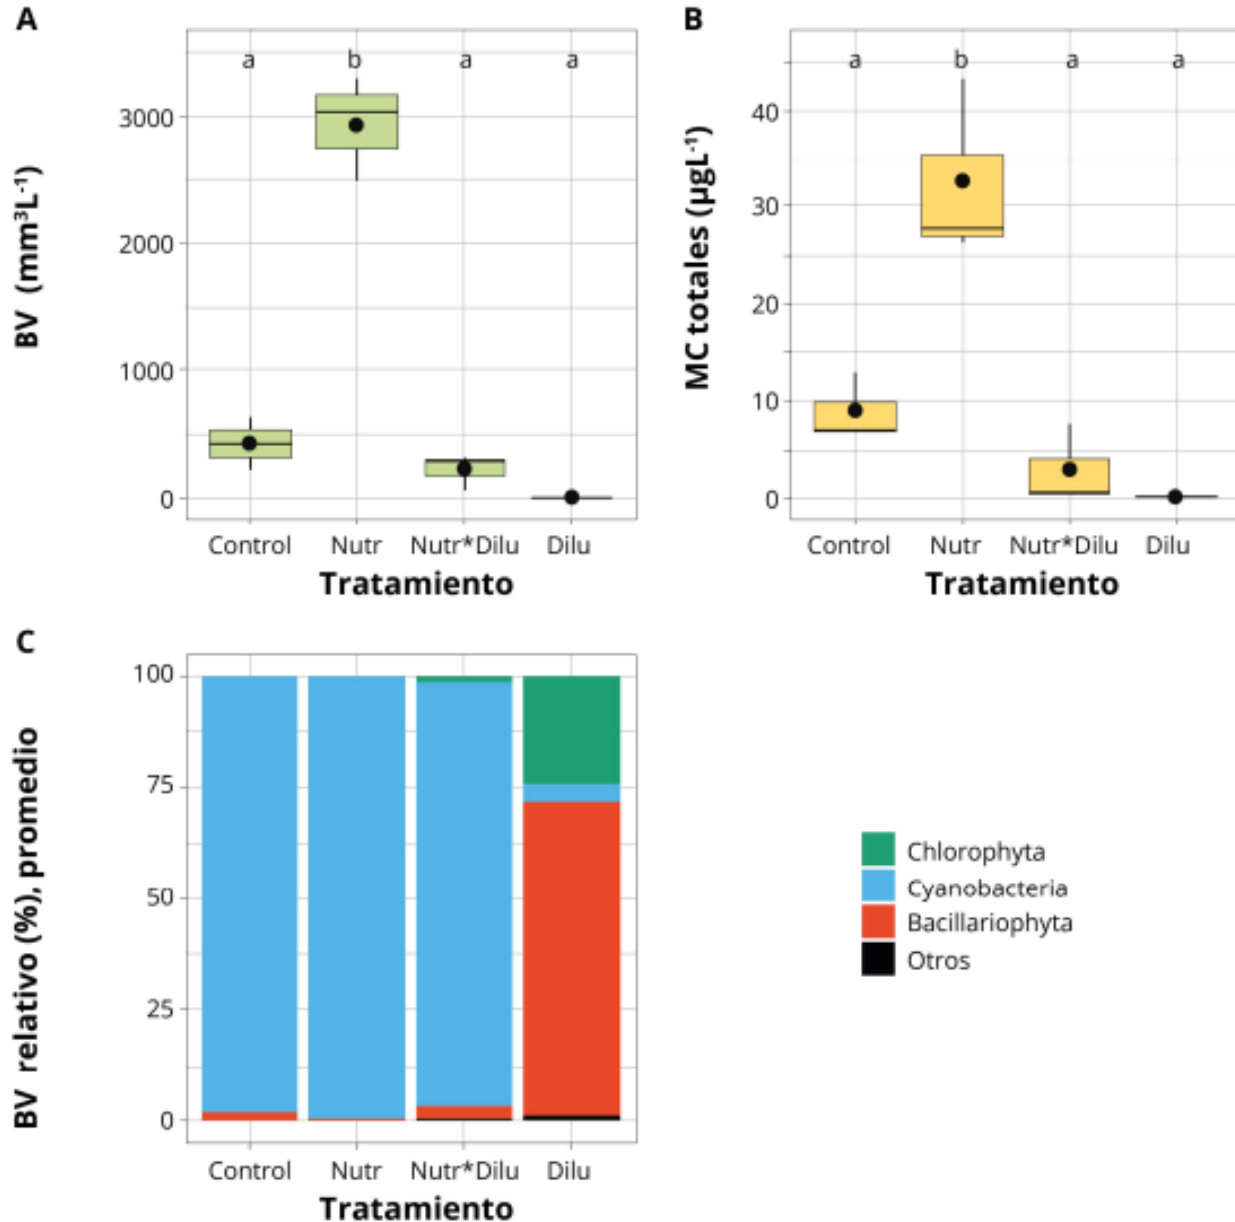 A
a b a a
3000
2000
1000
0
BV (mm³L⁻¹)
Control Nutr Nutr*Dilu Dilu
Tratamiento
B
a b a a
40
30
20
10
0
MC totales (µgL⁻¹)
Control Nutr Nutr*Dilu Dilu
Tratamiento
C
100
75
50
25
0
BV relativo (%), promedio
Control Nutr Nutr*Dilu Dilu
Tratamiento
Chlorophyta
Cyanobacteria
Bacillariophyta
Otros